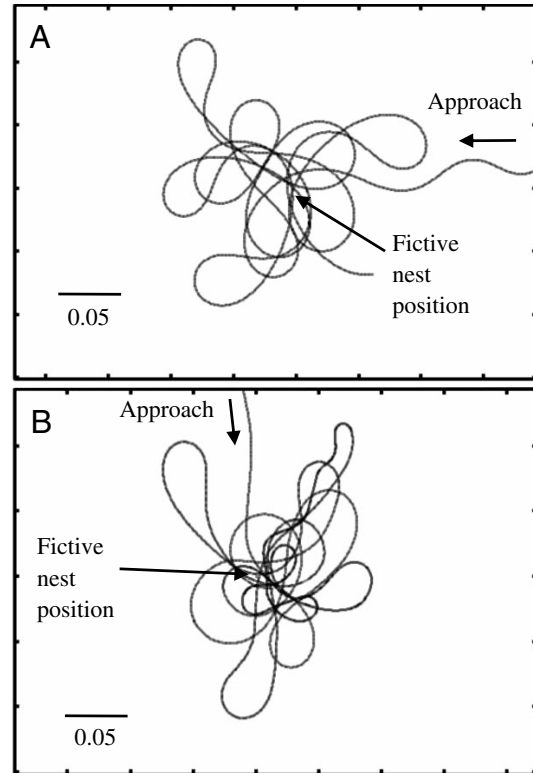 A
Approach
Fictive
nest
position
0.05
B
Approach
Fictive
nest
position
0.05